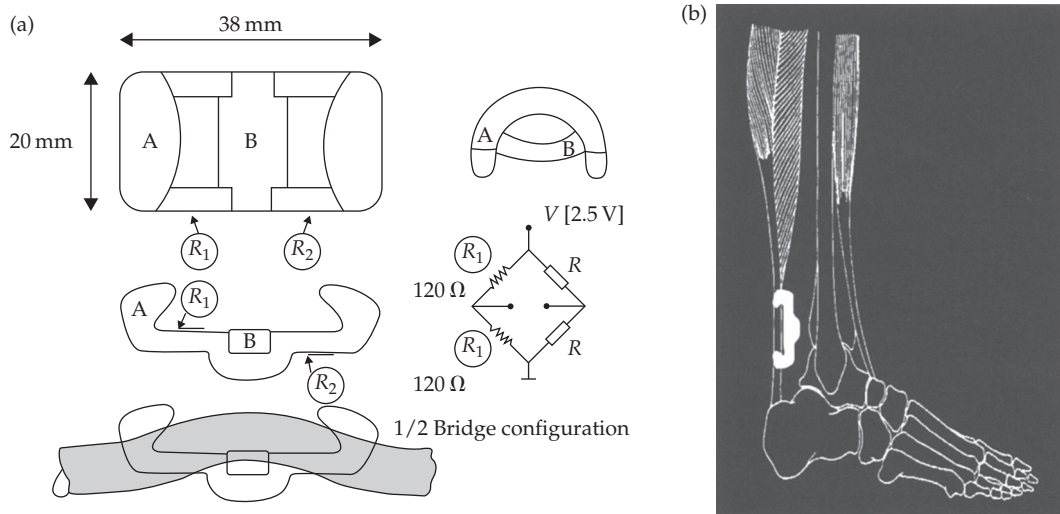 (a)
38 mm
20 mm
A
B
R₁
R₂
A
B
V [2.5 V]
R₁
R
120 Ω
R₁
R
120 Ω
A
R₁
B
R₂
1/2 Bridge configuration
(b)